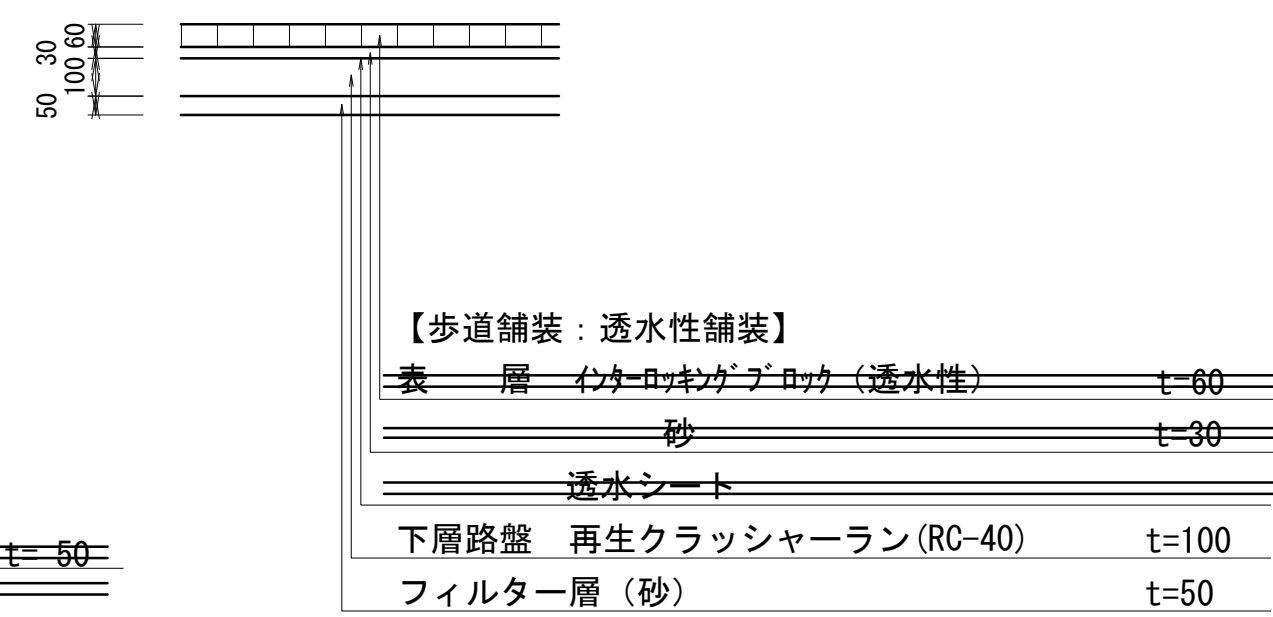 60
30
100
50
【歩道舗装：透水性舗装】
表　　層　ｲﾝﾀｰﾛｯｷﾝｸﾞﾌﾞﾛｯｸ（透水性）　t=60
砂　t=30
透水シート
下層路盤　再生クラッシャーラン(RC-40)　t=100
t= 50
フィルター層（砂）　t=50